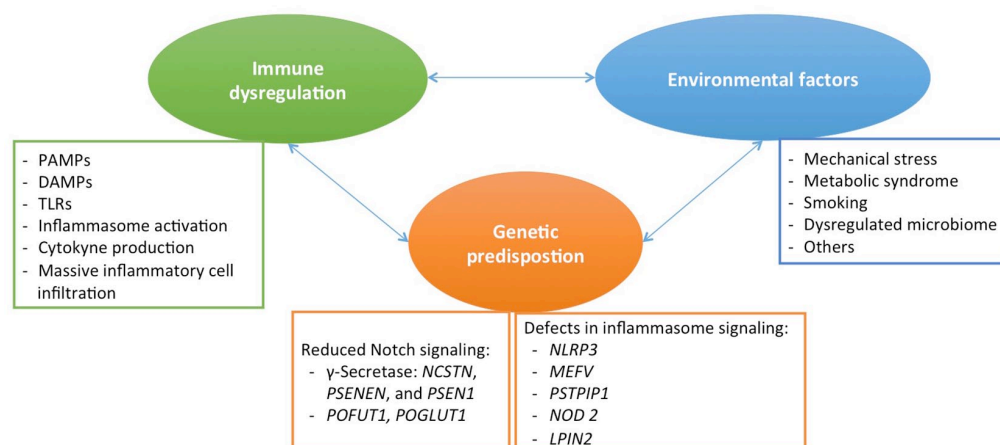 Immune
dysregulation
Environmental factors
- PAMPs
- DAMPs
- TLRs
- Inflammasome activation
- Cytokyne production
- Massive inflammatory cell
infiltration
- Mechanical stress
- Metabolic syndrome
- Smoking
- Dysregulated microbiome
- Others
Genetic
predispostion
Reduced Notch signaling:
- γ-Secretase: NCSTN,
PSENEN, and PSEN1
- POFUT1, POGLUT1
Defects in inflammasome signaling:
- NLRP3
- MEFV
- PSTPIP1
- NOD 2
- LPIN2